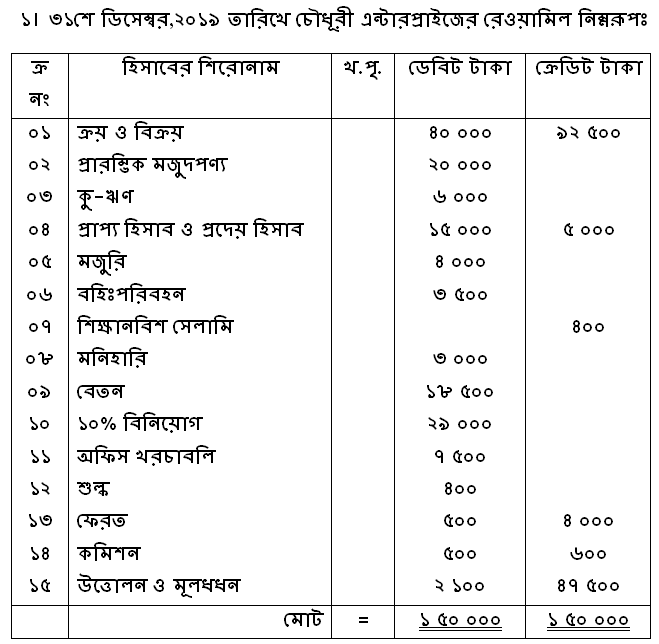 ১। ৩১শে ডিসেম্বর,২০১৯ তারিখে চৌধূরী এন্টারপ্রাইজের রেওয়ামিল নিম্নরূপঃ
ক্র নং হিসাবের শিরোনাম খ.পৃ. ডেবিট টাকা ক্রেডিট টাকা
০১ ক্রয় ও বিক্রয় ৪০ ০০০ ৯২ ৫০০
০২ প্রারম্ভিক মজুদপণ্য ২০ ০০০
০৩ কু-ঋণ ৬ ০০০
০৪ প্রাপ্য হিসাব ও প্রদেয় হিসাব ১৫ ০০০ ৫ ০০০
০৫ মজুরি ৪ ০০০
০৬ বহিঃপরিবহন ৩ ৫০০
০৭ শিক্ষানবিশ সেলামি ৪০০
০৮ মনিহারি ৩ ০০০
০৯ বেতন ১৮ ৫০০
১০ ১০% বিনিয়োগ ২৯ ০০০
১১ অফিস খরচাবলি ৭ ৫০০
১২ শুল্ক ৪০০
১৩ ফেরত ৫০০ ৪ ০০০
১৪ কমিশন ৫০০ ৬০০
১৫ উত্তোলন ও মূলধধন ২ ১০০ ৪৭ ৫০০
মোট = ১ ৫০ ০০০ ১ ৫০ ০০০